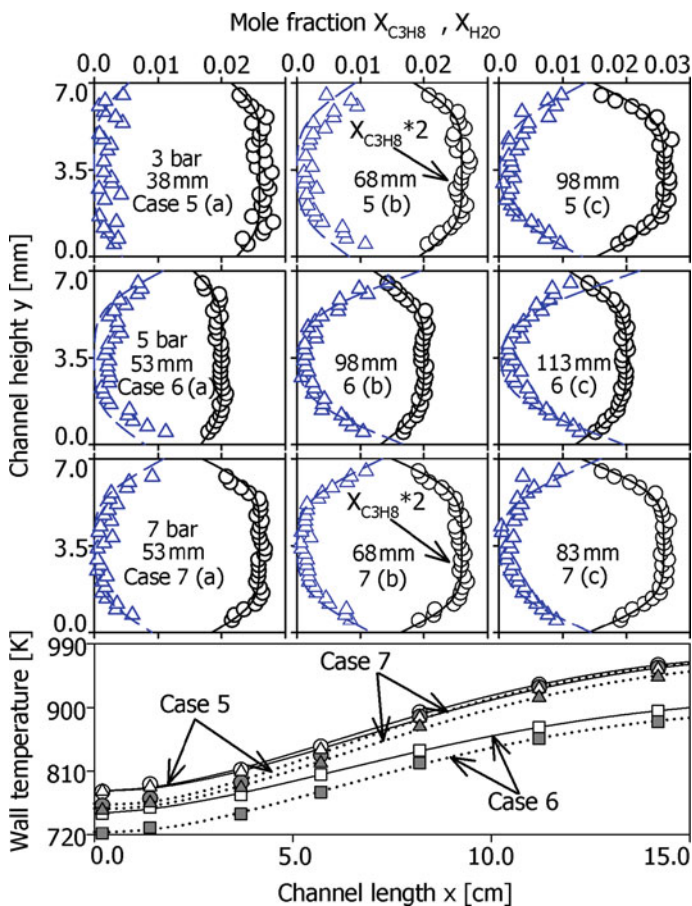 Mole fraction X_C3H8 , X_H2O
0.0 0.01 0.02 0.0 0.01 0.02 0.0 0.01 0.02 0.03
7.0
3.5
0.0
3 bar
38mm
Case 5 (a)
X_C3H8 *2
68mm
5 (b)
98mm
5 (c)
7.0
3.5
0.0
5 bar
53mm
Case 6 (a)
98mm
6 (b)
113mm
6 (c)
7.0
3.5
0.0
7 bar
53mm
Case 7 (a)
X_C3H8 *2
68mm
7 (b)
83mm
7 (c)
Channel height y [mm]
990
900
810
720
Wall temperature [K]
Case 5
Case 7
Case 6
0.0 5.0 10.0 15.0
Channel length x [cm]